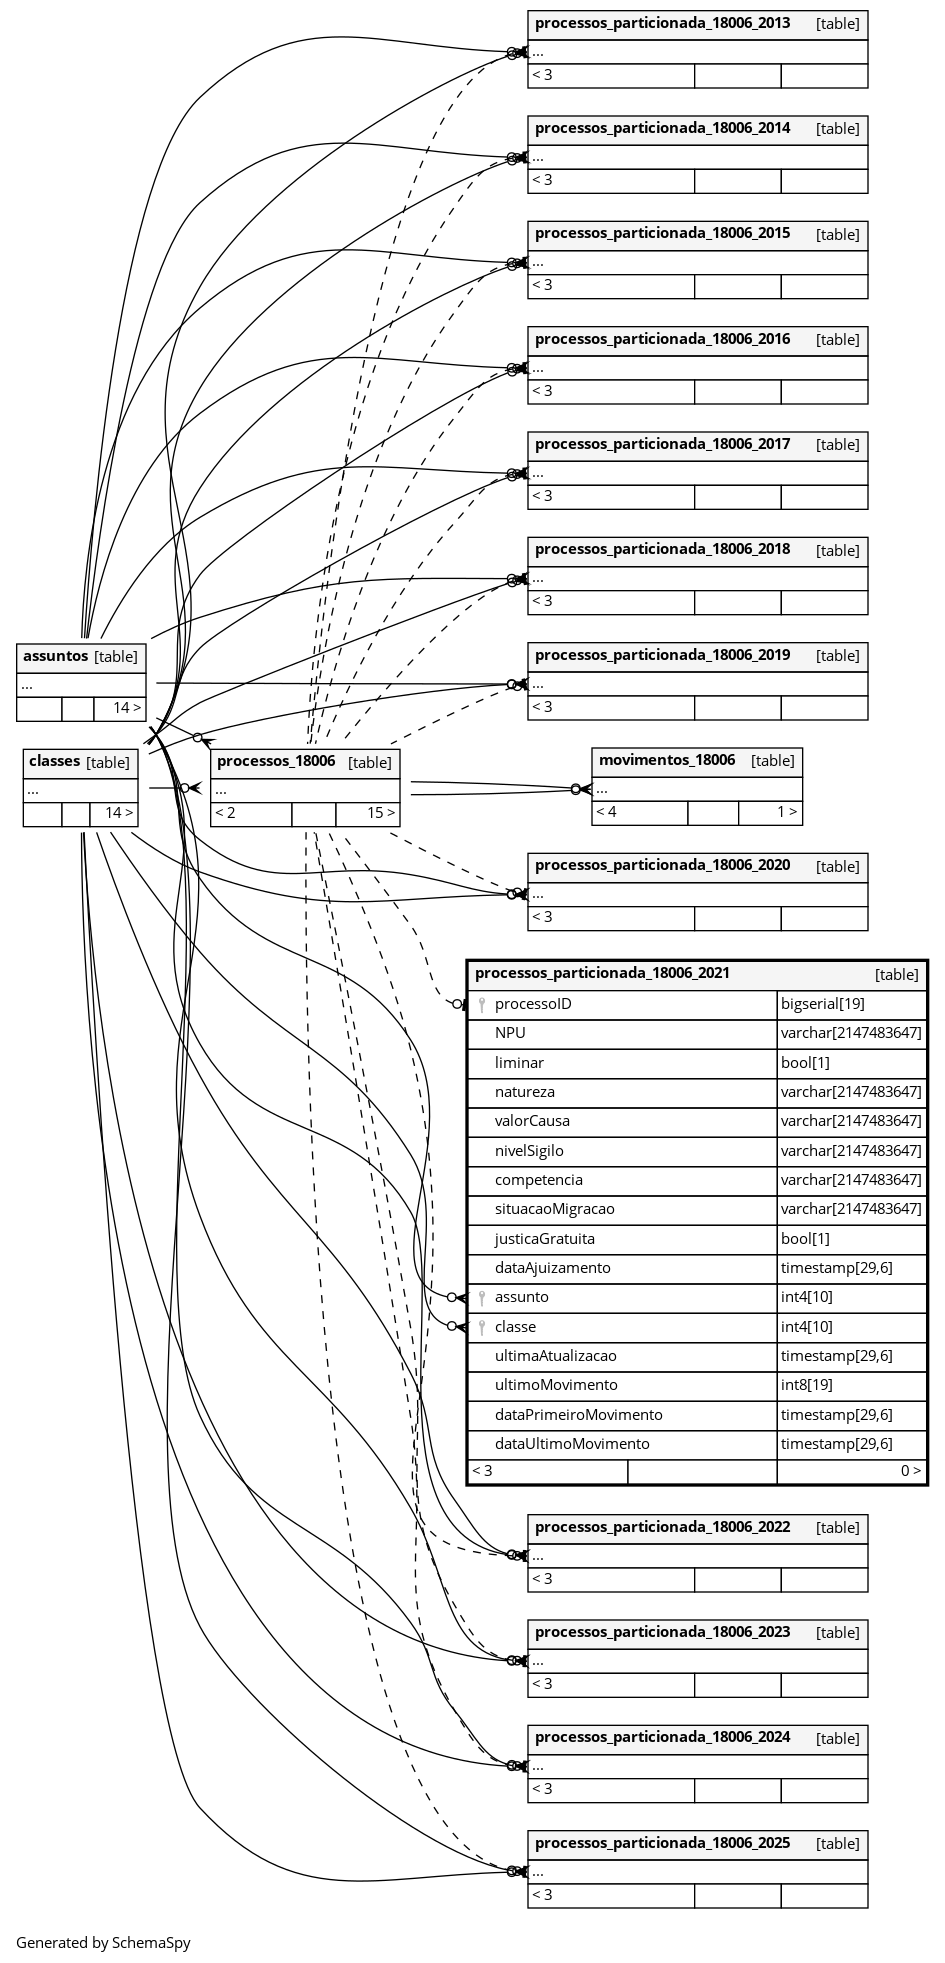 processos_particionada_18006_2013 [table]
...
< 3
processos_particionada_18006_2014 [table]
...
< 3
processos_particionada_18006_2015 [table]
...
< 3
processos_particionada_18006_2016 [table]
...
< 3
processos_particionada_18006_2017 [table]
...
< 3
processos_particionada_18006_2018 [table]
...
< 3
processos_particionada_18006_2019 [table]
...
< 3
assuntos [table]
...
14 >
classes [table]
...
14 >
processos_18006 [table]
...
< 2 15 >
movimentos_18006 [table]
...
< 4 1 >
processos_particionada_18006_2020 [table]
...
< 3
processos_particionada_18006_2021 [table]
processoID bigserial[19]
NPU varchar[2147483647]
liminar bool[1]
natureza varchar[2147483647]
valorCausa varchar[2147483647]
nivelSigilo varchar[2147483647]
competencia varchar[2147483647]
situacaoMigracao varchar[2147483647]
justicaGratuita bool[1]
dataAjuizamento timestamp[29,6]
assunto int4[10]
classe int4[10]
ultimaAtualizacao timestamp[29,6]
ultimoMovimento int8[19]
dataPrimeiroMovimento timestamp[29,6]
dataUltimoMovimento timestamp[29,6]
< 3 0 >
processos_particionada_18006_2022 [table]
...
< 3
processos_particionada_18006_2023 [table]
...
< 3
processos_particionada_18006_2024 [table]
...
< 3
processos_particionada_18006_2025 [table]
...
< 3
Generated by SchemaSpy